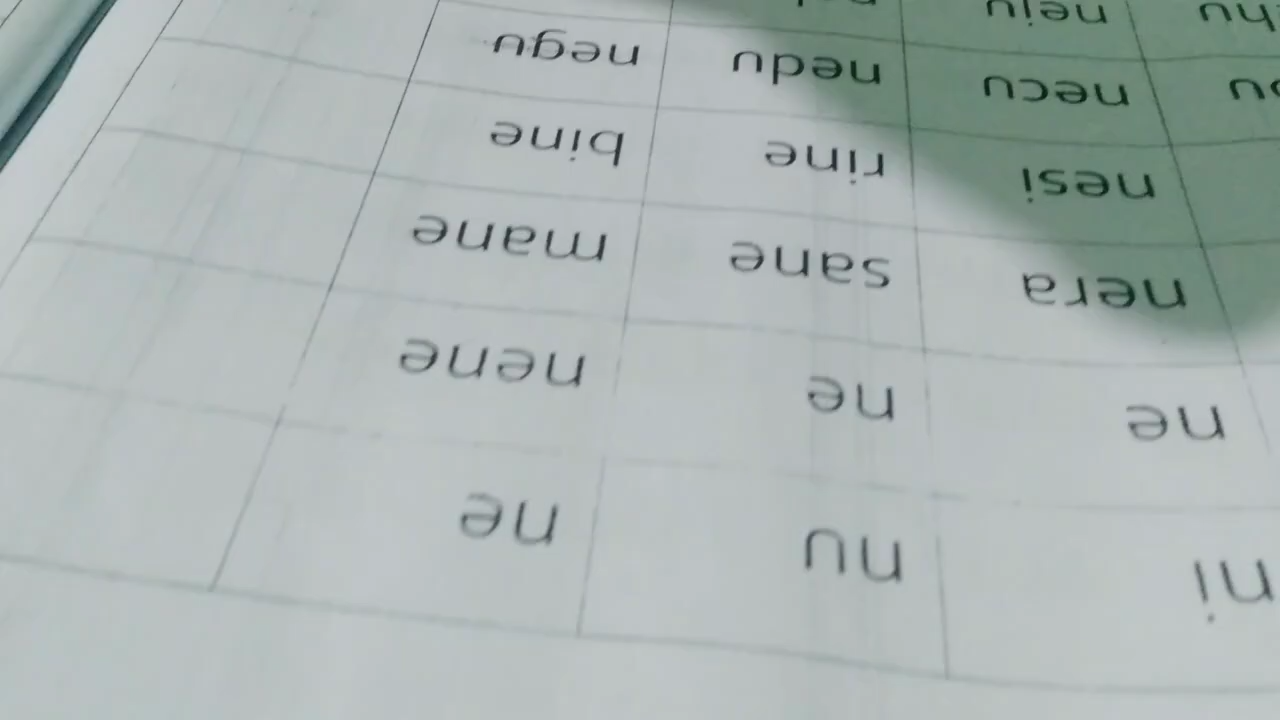 ni nu ne
ne ne nene
nera sane mane
nesi rine bine
necu nedu negu